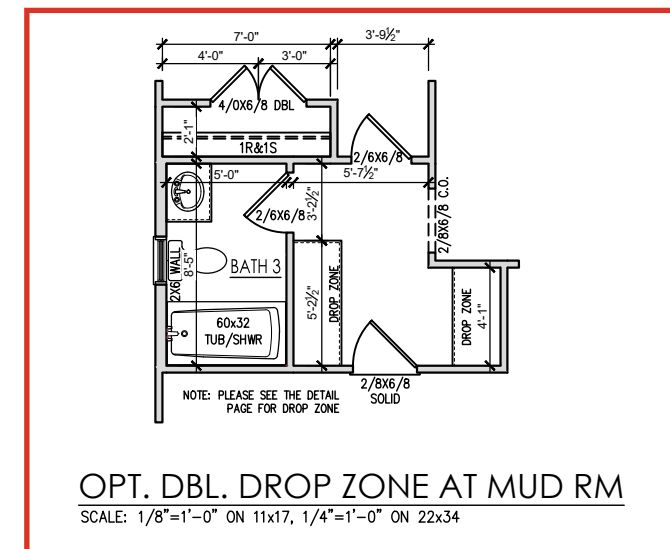 7'-0"
3'-9½"
4'-0"
3'-0"
4/0X6/8 DBL
2'-1"
1R&1S
2/6X6/8
5'-0"
5'-7½"
2/6X6/8
3'-2½"
2/8X6/8 C.O.
2X6 WALL
8'-5"
BATH 3
5'-2½"
DROP ZONE
DROP ZONE
4'-1"
60x32
TUB/SHWR
2/8X6/8
SOLID
NOTE: PLEASE SEE THE DETAIL
PAGE FOR DROP ZONE
OPT. DBL. DROP ZONE AT MUD RM
SCALE: 1/8"=1'-0" ON 11x17, 1/4"=1'-0" ON 22x34